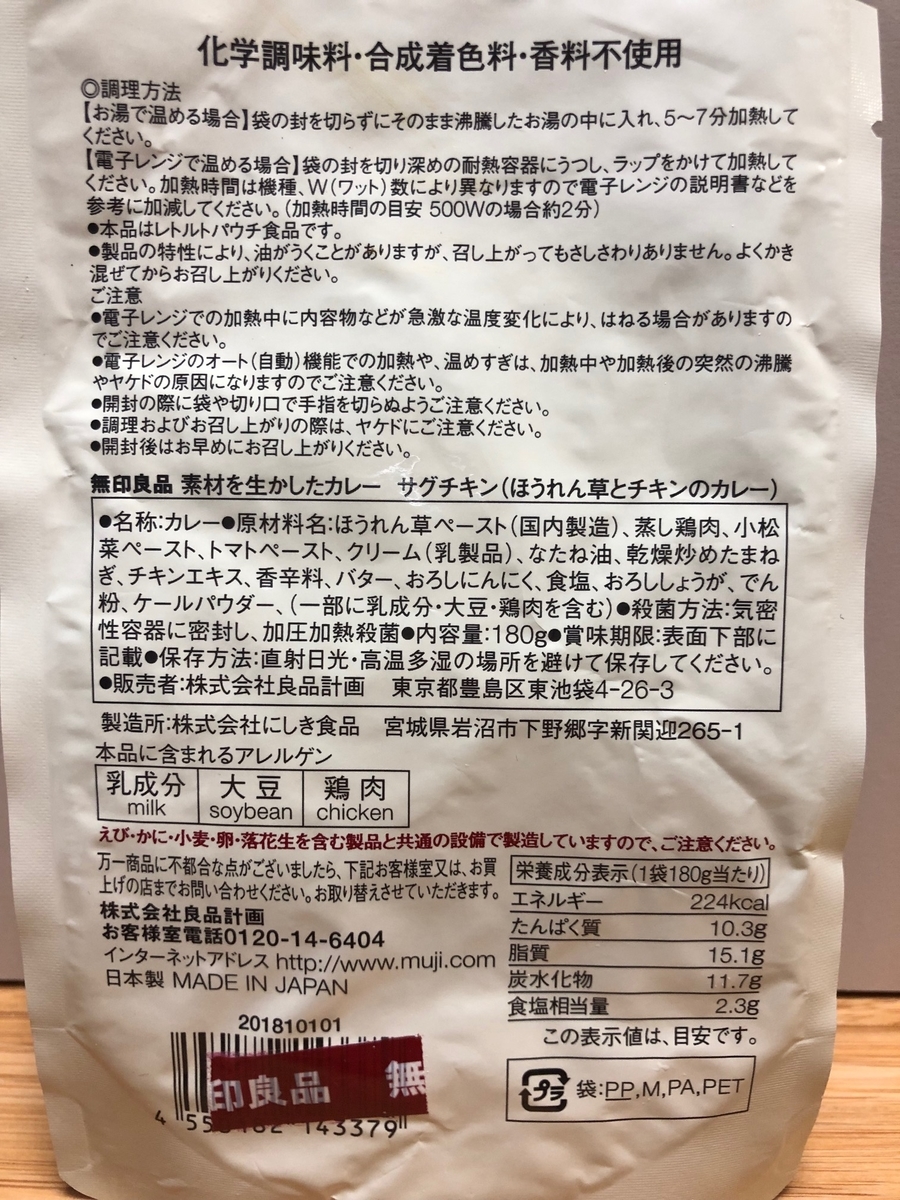 化学調味料・合成着色料・香料不使用
◎調理方法
【お湯で温める場合】袋の封を切らずにそのまま沸騰したお湯の中に入れ、5〜7分加熱して
ください。
【電子レンジで温める場合】袋の封を切り深めの耐熱容器にうつし、ラップをかけて加熱して
ください。加熱時間は機種、W(ワット)数により異なりますので電子レンジの説明書などを
参考に加減してください。(加熱時間の目安 500Wの場合約2分)
●本品はレトルトパウチ食品です。
●製品の特性により、油がうくことがありますが、召し上がってもさしさわりありません。よくかき
混ぜてからお召し上がりください。
ご注意
●電子レンジでの加熱中に内容物などが急激な温度変化により、はねる場合がありますの
でご注意ください。
●電子レンジのオート(自動)機能での加熱や、温めすぎは、加熱中や加熱後の突然の沸騰
やヤケドの原因になりますのでご注意ください。
●開封の際に袋や切り口で手指を切らぬようご注意ください。
●調理およびお召し上がりの際は、ヤケドにご注意ください。
●開封後はお早めにお召し上がりください。
無印良品 素材を生かしたカレー サグチキン(ほうれん草とチキンのカレー)
●名称:カレー●原材料名:ほうれん草ペースト(国内製造)、蒸し鶏肉、小松
菜ペースト、トマトペースト、クリーム(乳製品)、なたね油、乾燥炒めたまね
ぎ、チキンエキス、香辛料、バター、おろしにんにく、食塩、おろししょうが、でん
粉、ケールパウダー、(一部に乳成分・大豆・鶏肉を含む)●殺菌方法:気密
性容器に密封し、加圧加熱殺菌●内容量:180g●賞味期限:表面下部に
記載●保存方法:直射日光・高温多湿の場所を避けて保存してください。
●販売者:株式会社良品計画 東京都豊島区東池袋4-26-3
製造所:株式会社にしき食品 宮城県岩沼市下野郷字新関迎265-1
本品に含まれるアレルゲン
乳成分 大豆 鶏肉
milk soybean chicken
えび・かに・小麦・卵・落花生を含む製品と共通の設備で製造していますので、ご注意ください。
万一商品に不都合な点がございましたら、下記お客様室又は、お買
上げの店までお問い合わせください。お取り替えさせていただきます。
株式会社良品計画
お客様室電話0120-14-6404
インターネットアドレス http://www.muji.com
日本製 MADE IN JAPAN
栄養成分表示(1袋180g当たり)
エネルギー 224kcal
たんぱく質 10.3g
脂質 15.1g
炭水化物 11.7g
食塩相当量 2.3g
この表示値は、目安です。
プラ 袋:PP,M,PA,PET
201810101
印良品 無
4 143379